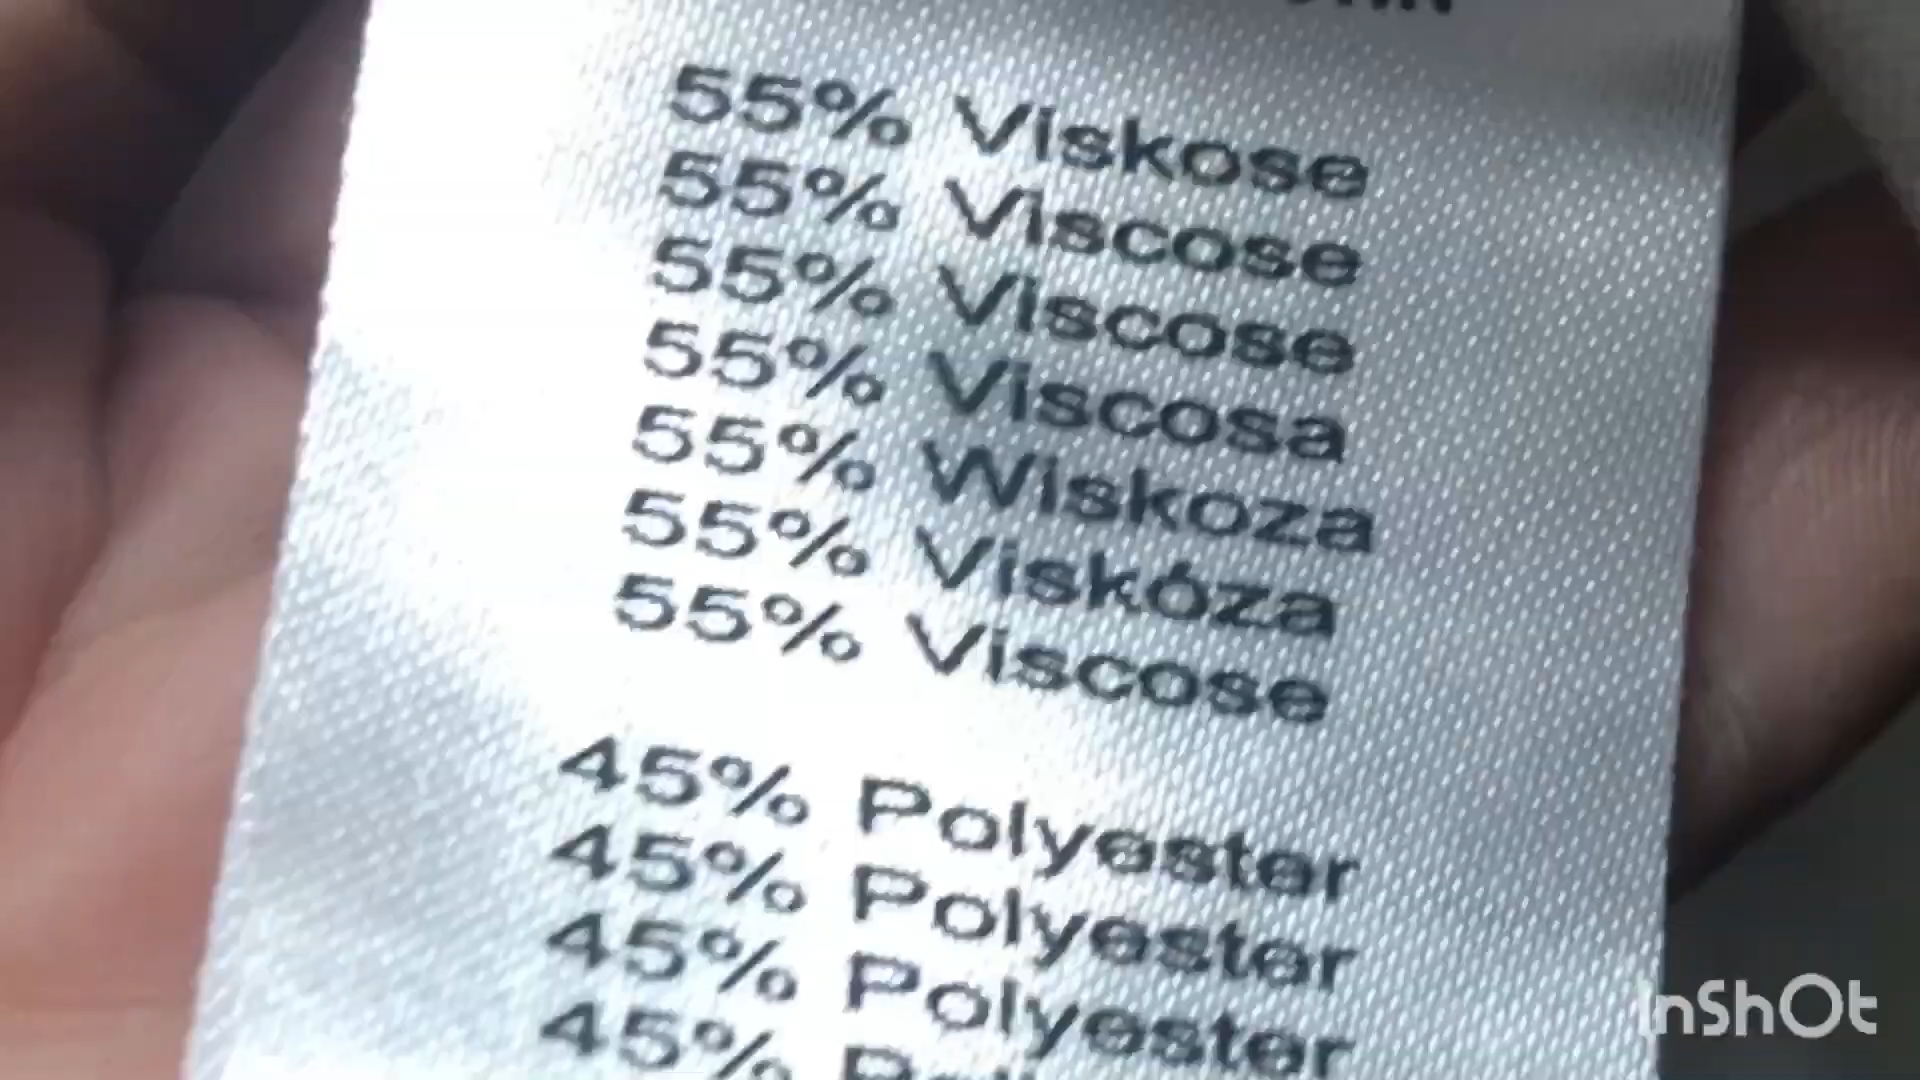 55% Viskose
55% Viscose
55% Viscose
55% Viscosa
55% Wiskoza
55% Viskóza
55% Viscose
45% Polyester
45% Polyester
45% Polyester
45%
InShOt